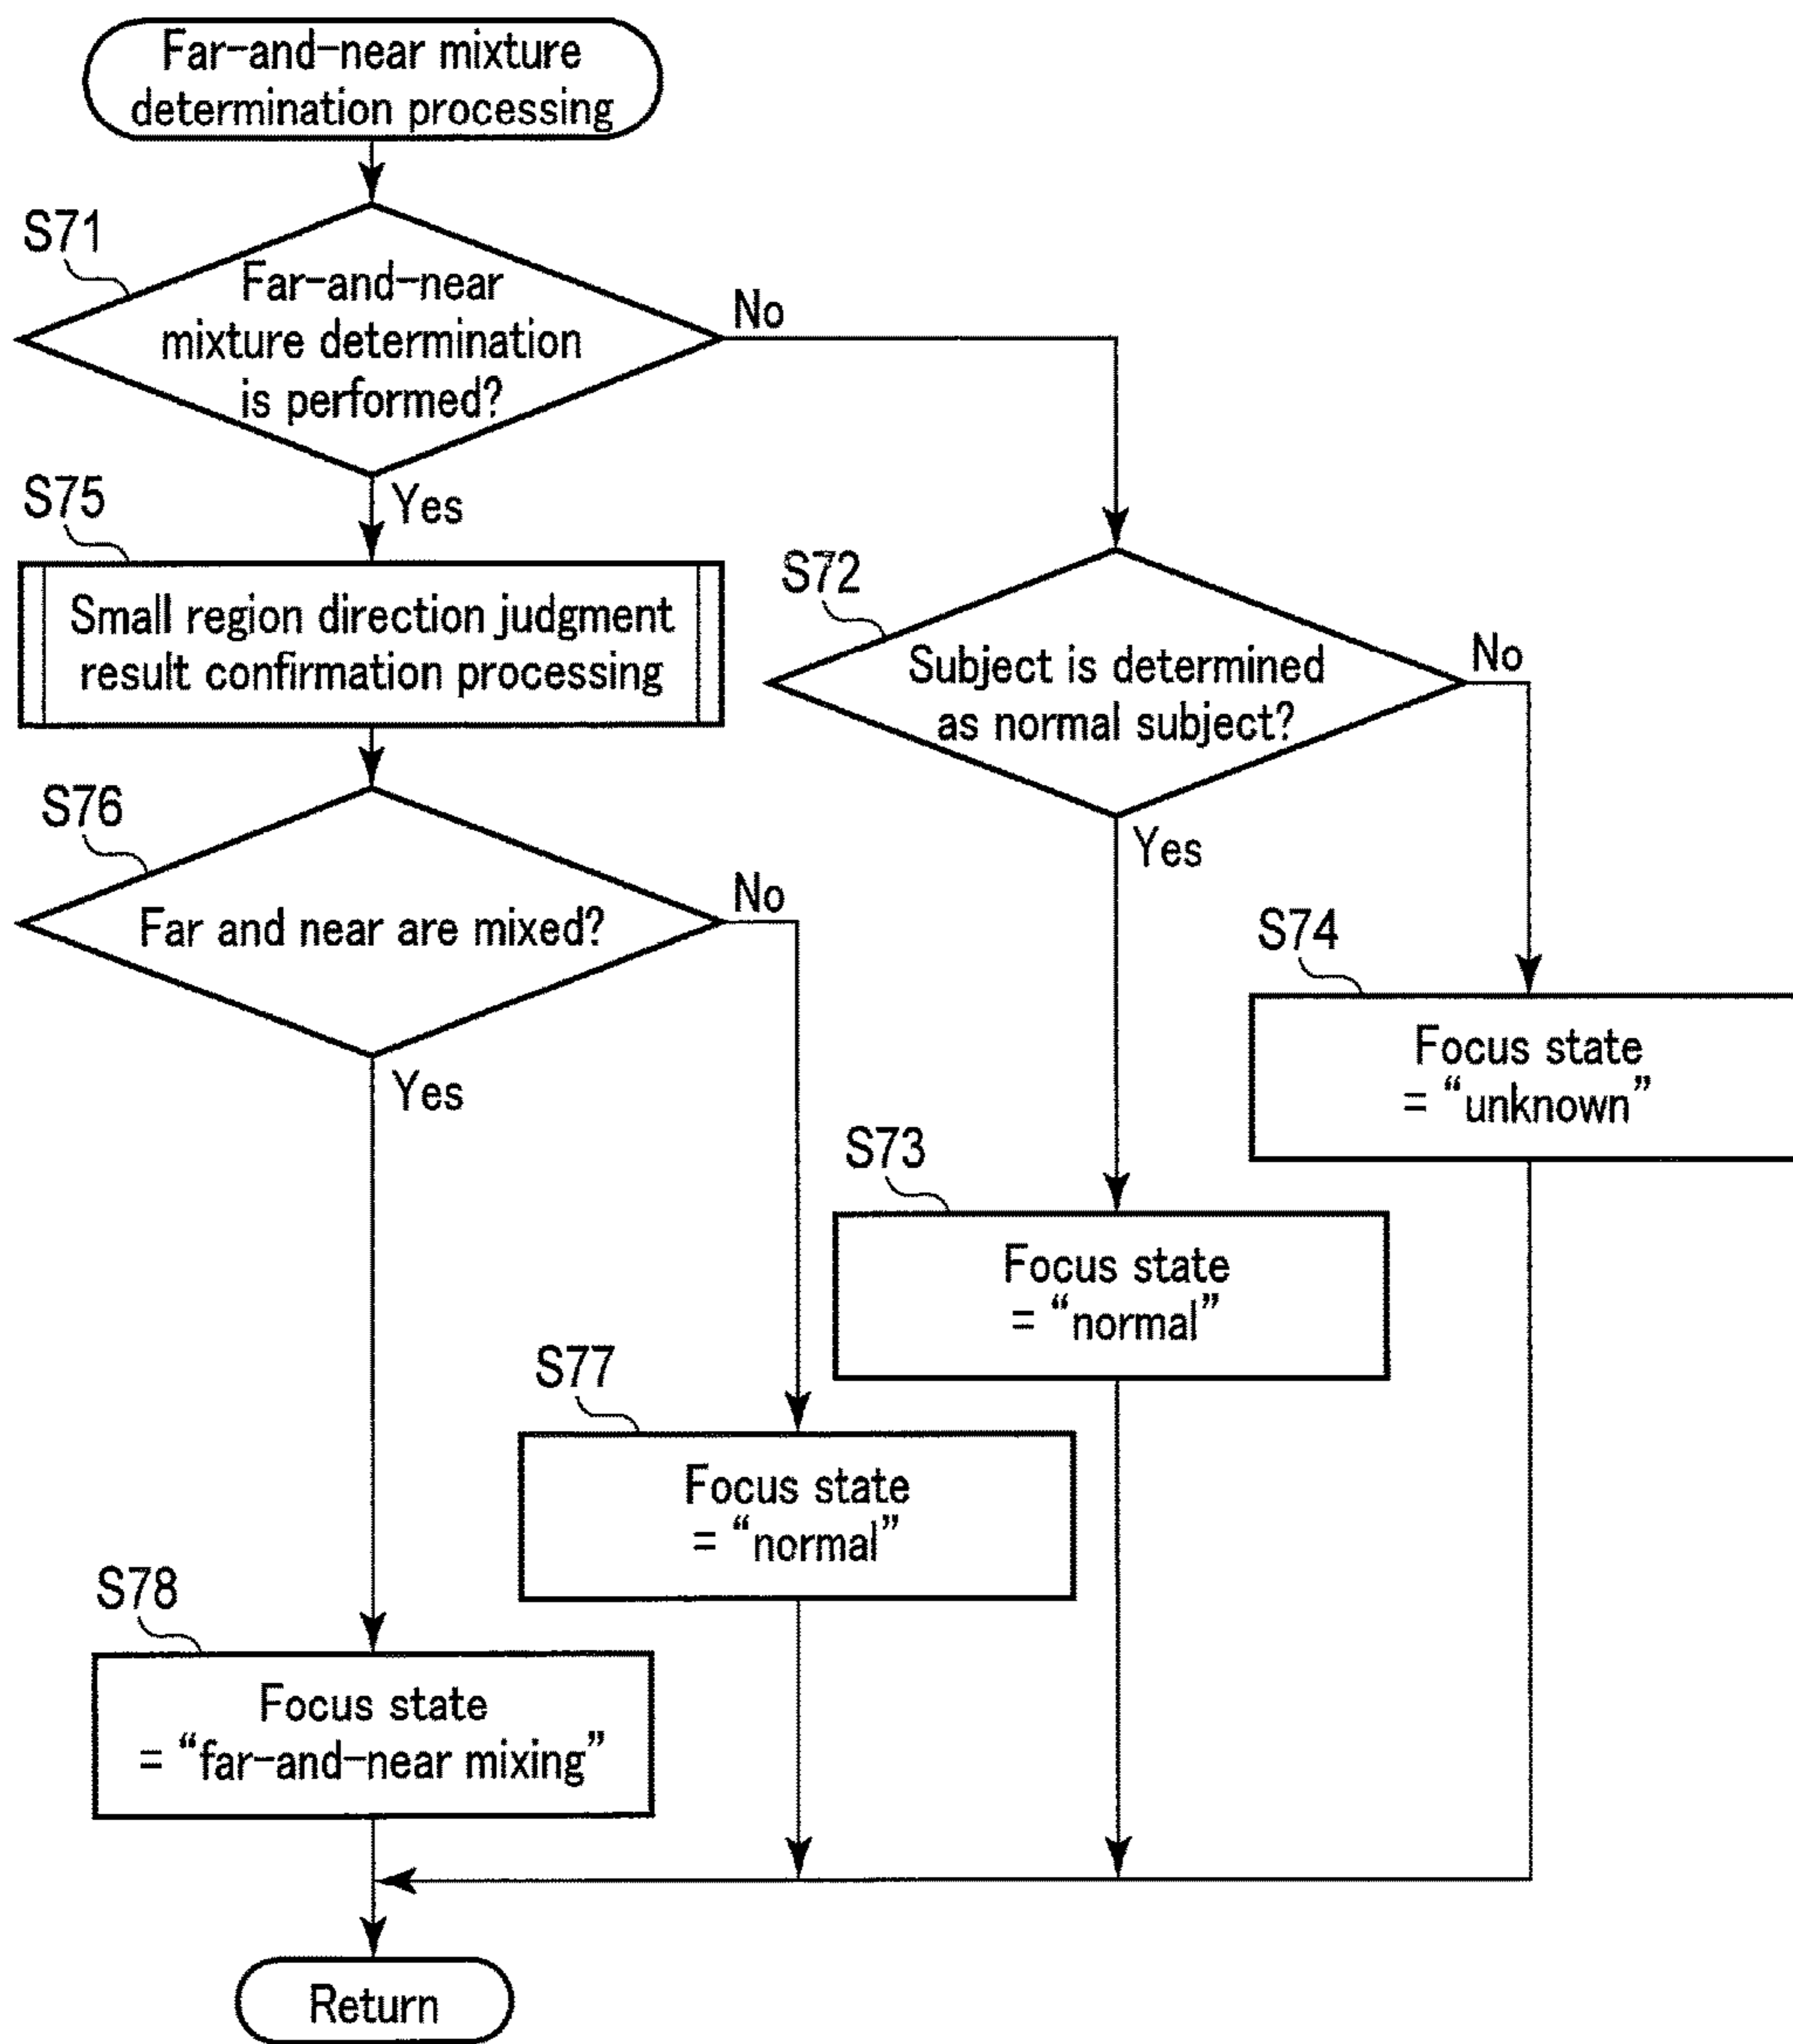 Far-and-near mixture
determination processing
S71
Far-and-near
mixture determination
is performed?
No
Yes
S75
Small region direction judgment
result confirmation processing
S72
Subject is determined
as normal subject?
No
Yes
S76
Far and near are mixed?
No
Yes
S74
Focus state
= “unknown”
S73
Focus state
= “normal”
S77
Focus state
= “normal”
S78
Focus state
= “far-and-near mixing”
Return